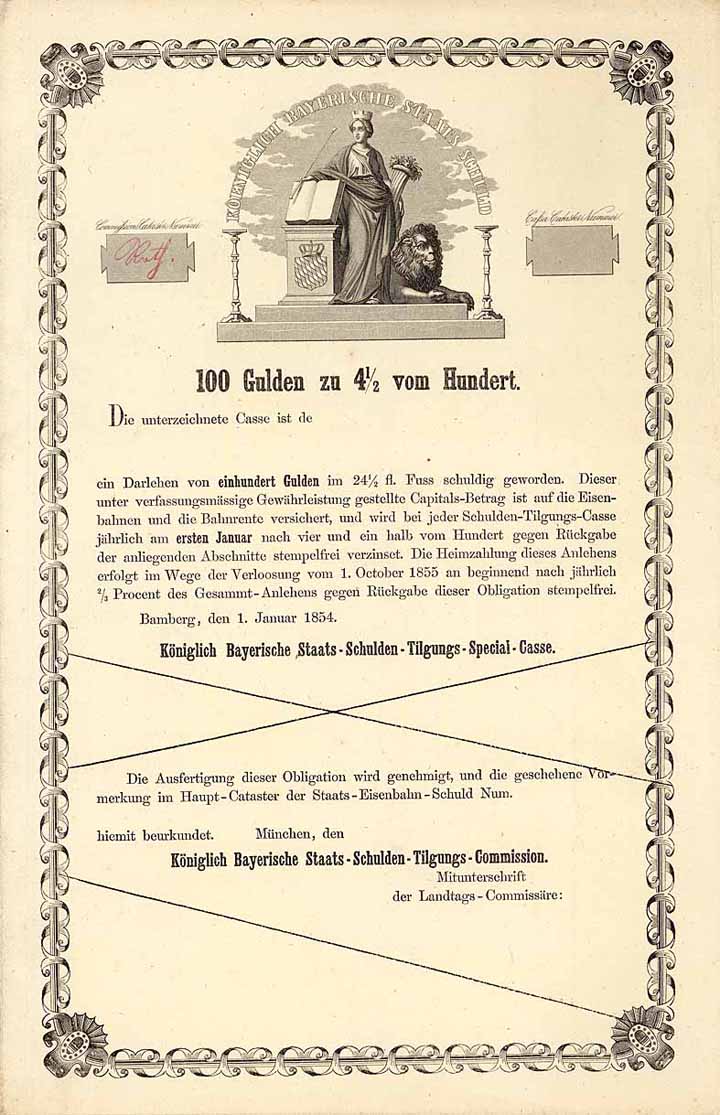 KOENIGLICH BAYERISCHE STAATS SCHULD
Commissions Cataster Nummer
Cassa Cataster Nummer
100 Gulden zu 4½ vom Hundert.
Die unterzeichnete Casse ist de
ein Darlehen von einhundert Gulden im 24½ fl. Fuss schuldig geworden. Dieser
unter verfassungsmässige Gewährleistung gestellte Capitals-Betrag ist auf die Eisen-
bahnen und die Bahnrente versichert, und wird bei jeder Schulden-Tilgungs-Casse
jährlich am ersten Januar nach vier und ein halb vom Hundert gegen Rückgabe
der anliegenden Abschnitte stempelfrei verzinset. Die Heimzahlung dieses Anlehens
erfolgt im Wege der Verloosung vom 1. October 1855 an beginnend nach jährlich
⅔ Procent des Gesammt-Anlehens gegen Rückgabe dieser Obligation stempelfrei.
Bamberg, den 1. Januar 1854.
Königlich Bayerische Staats-Schulden-Tilgungs-Special-Casse.
Die Ausfertigung dieser Obligation wird genehmigt, und die geschehene Vor-
merkung im Haupt-Cataster der Staats-Eisenbahn-Schuld Num.
hiemit beurkundet. München, den
Königlich Bayerische Staats-Schulden-Tilgungs-Commission.
Mitunterschrift
der Landtags-Commissäre: